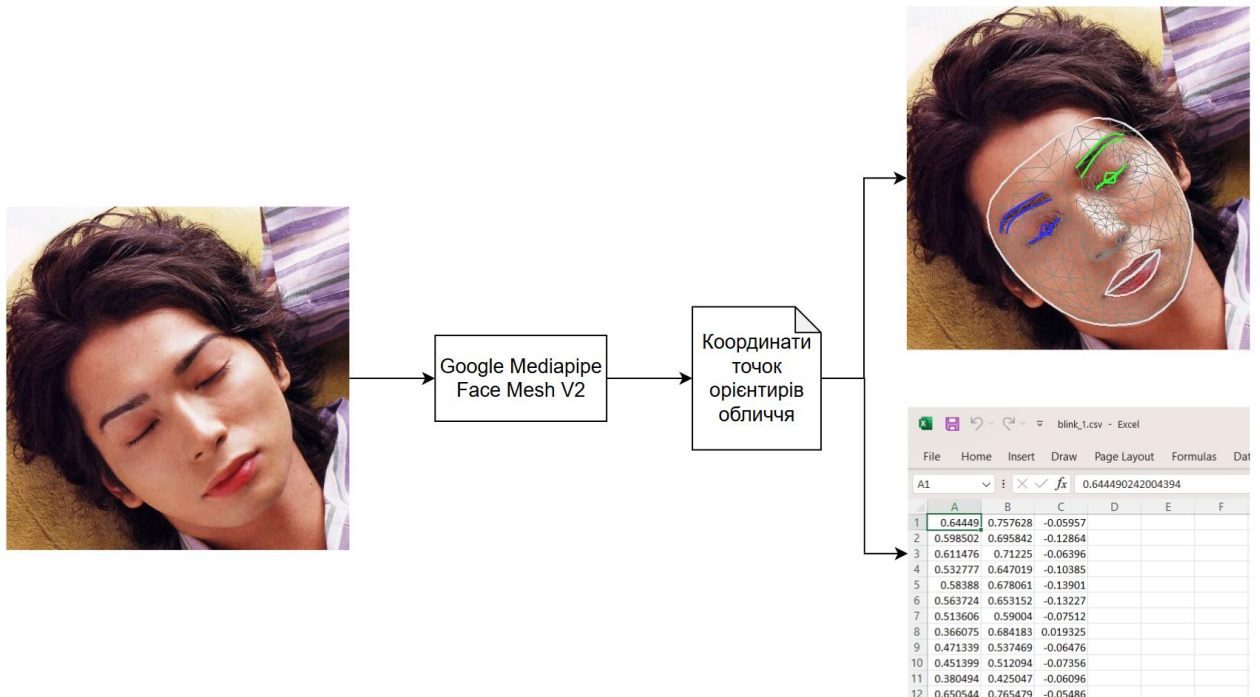 Google Mediapipe
Face Mesh V2
Координати
точок
орієнтирів
обличчя
blink_1.csv - Excel
File Home Insert Draw Page Layout Formulas Dat
A1 fx 0.644490242004394
A B C D E F
1 0.64449 0.757628 -0.05957
2 0.598502 0.695842 -0.12864
3 0.611476 0.71225 -0.06396
4 0.532777 0.647019 -0.10385
5 0.58388 0.678061 -0.13901
6 0.563724 0.653152 -0.13227
7 0.513606 0.59004 -0.07512
8 0.366075 0.684183 0.019325
9 0.471339 0.537469 -0.06476
10 0.451399 0.512094 -0.07356
11 0.380494 0.425047 -0.06096
12 0.650544 0.765479 -0.05486